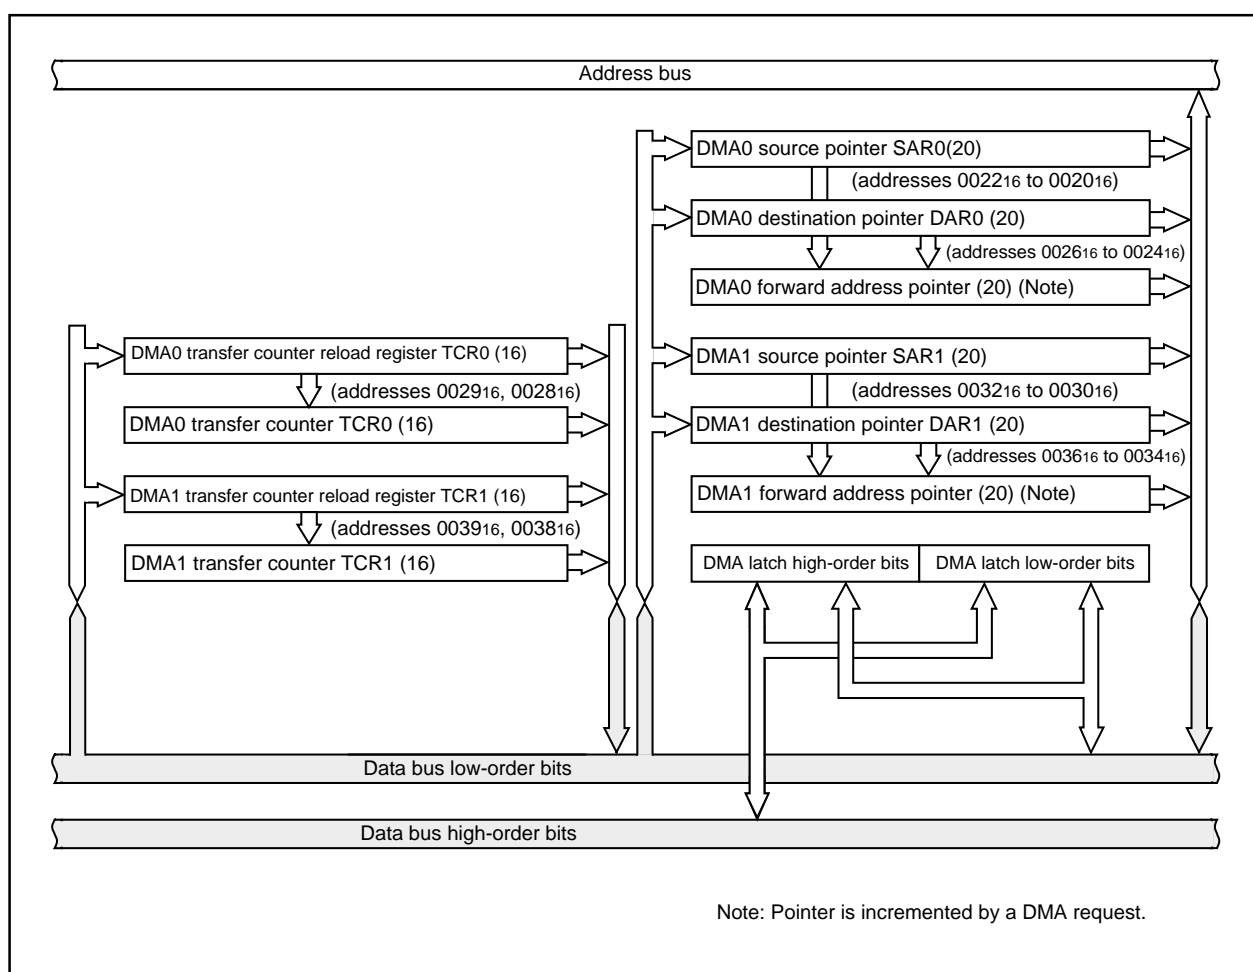 Address bus
DMA0 source pointer SAR0(20)
(addresses 002216 to 002016)
DMA0 destination pointer DAR0 (20)
(addresses 002616 to 002416)
DMA0 forward address pointer (20) (Note)
DMA0 transfer counter reload register TCR0 (16)
(addresses 002916, 002816)
DMA0 transfer counter TCR0 (16)
DMA1 transfer counter reload register TCR1 (16)
(addresses 003916, 003816)
DMA1 transfer counter TCR1 (16)
DMA1 source pointer SAR1 (20)
(addresses 003216 to 003016)
DMA1 destination pointer DAR1 (20)
(addresses 003616 to 003416)
DMA1 forward address pointer (20) (Note)
DMA latch high-order bits
DMA latch low-order bits
Data bus low-order bits
Data bus high-order bits
Note: Pointer is incremented by a DMA request.